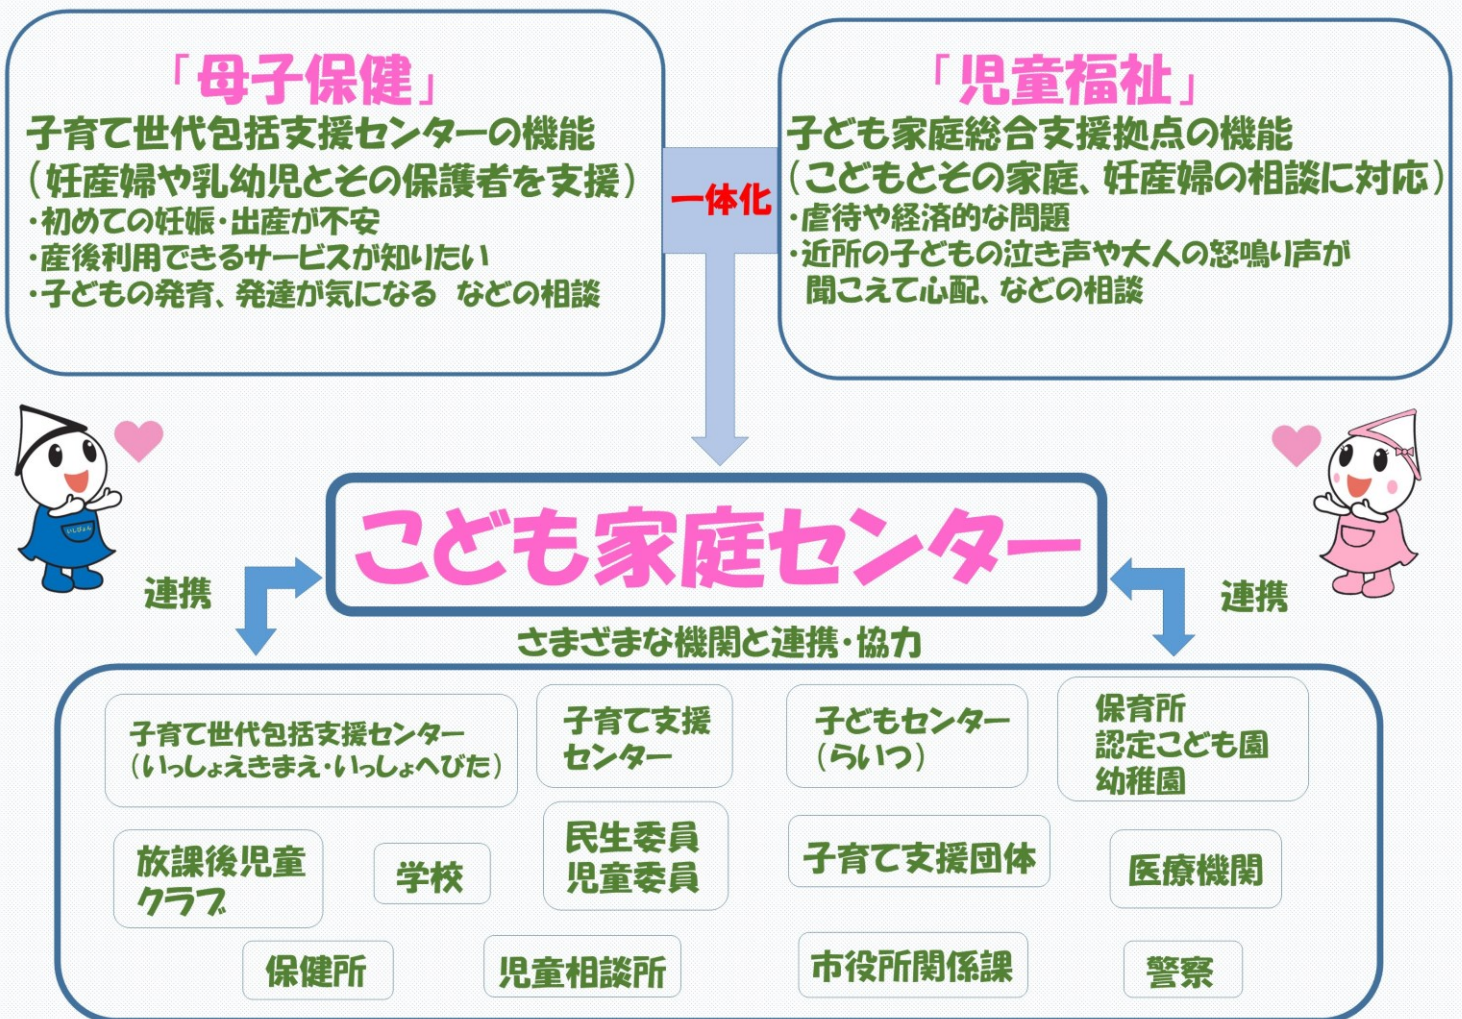 「母子保健」
子育て世代包括支援センターの機能
(妊産婦や乳幼児とその保護者を支援)
・初めての妊娠・出産が不安
・産後利用できるサービスが知りたい
・子どもの発育、発達が気になる などの相談
一体化
「児童福祉」
子ども家庭総合支援拠点の機能
(こどもとその家庭、妊産婦の相談に対応)
・虐待や経済的な問題
・近所の子どもの泣き声や大人の怒鳴り声が
聞こえて心配、などの相談
いしぴょん
こども家庭センター
連携
連携
さまざまな機関と連携・協力
子育て世代包括支援センター
(いっしょえきまえ・いっしょへびた)
子育て支援
センター
子どもセンター
(らいつ)
保育所
認定こども園
幼稚園
放課後児童
クラブ
学校
民生委員
児童委員
子育て支援団体
医療機関
保健所
児童相談所
市役所関係課
警察